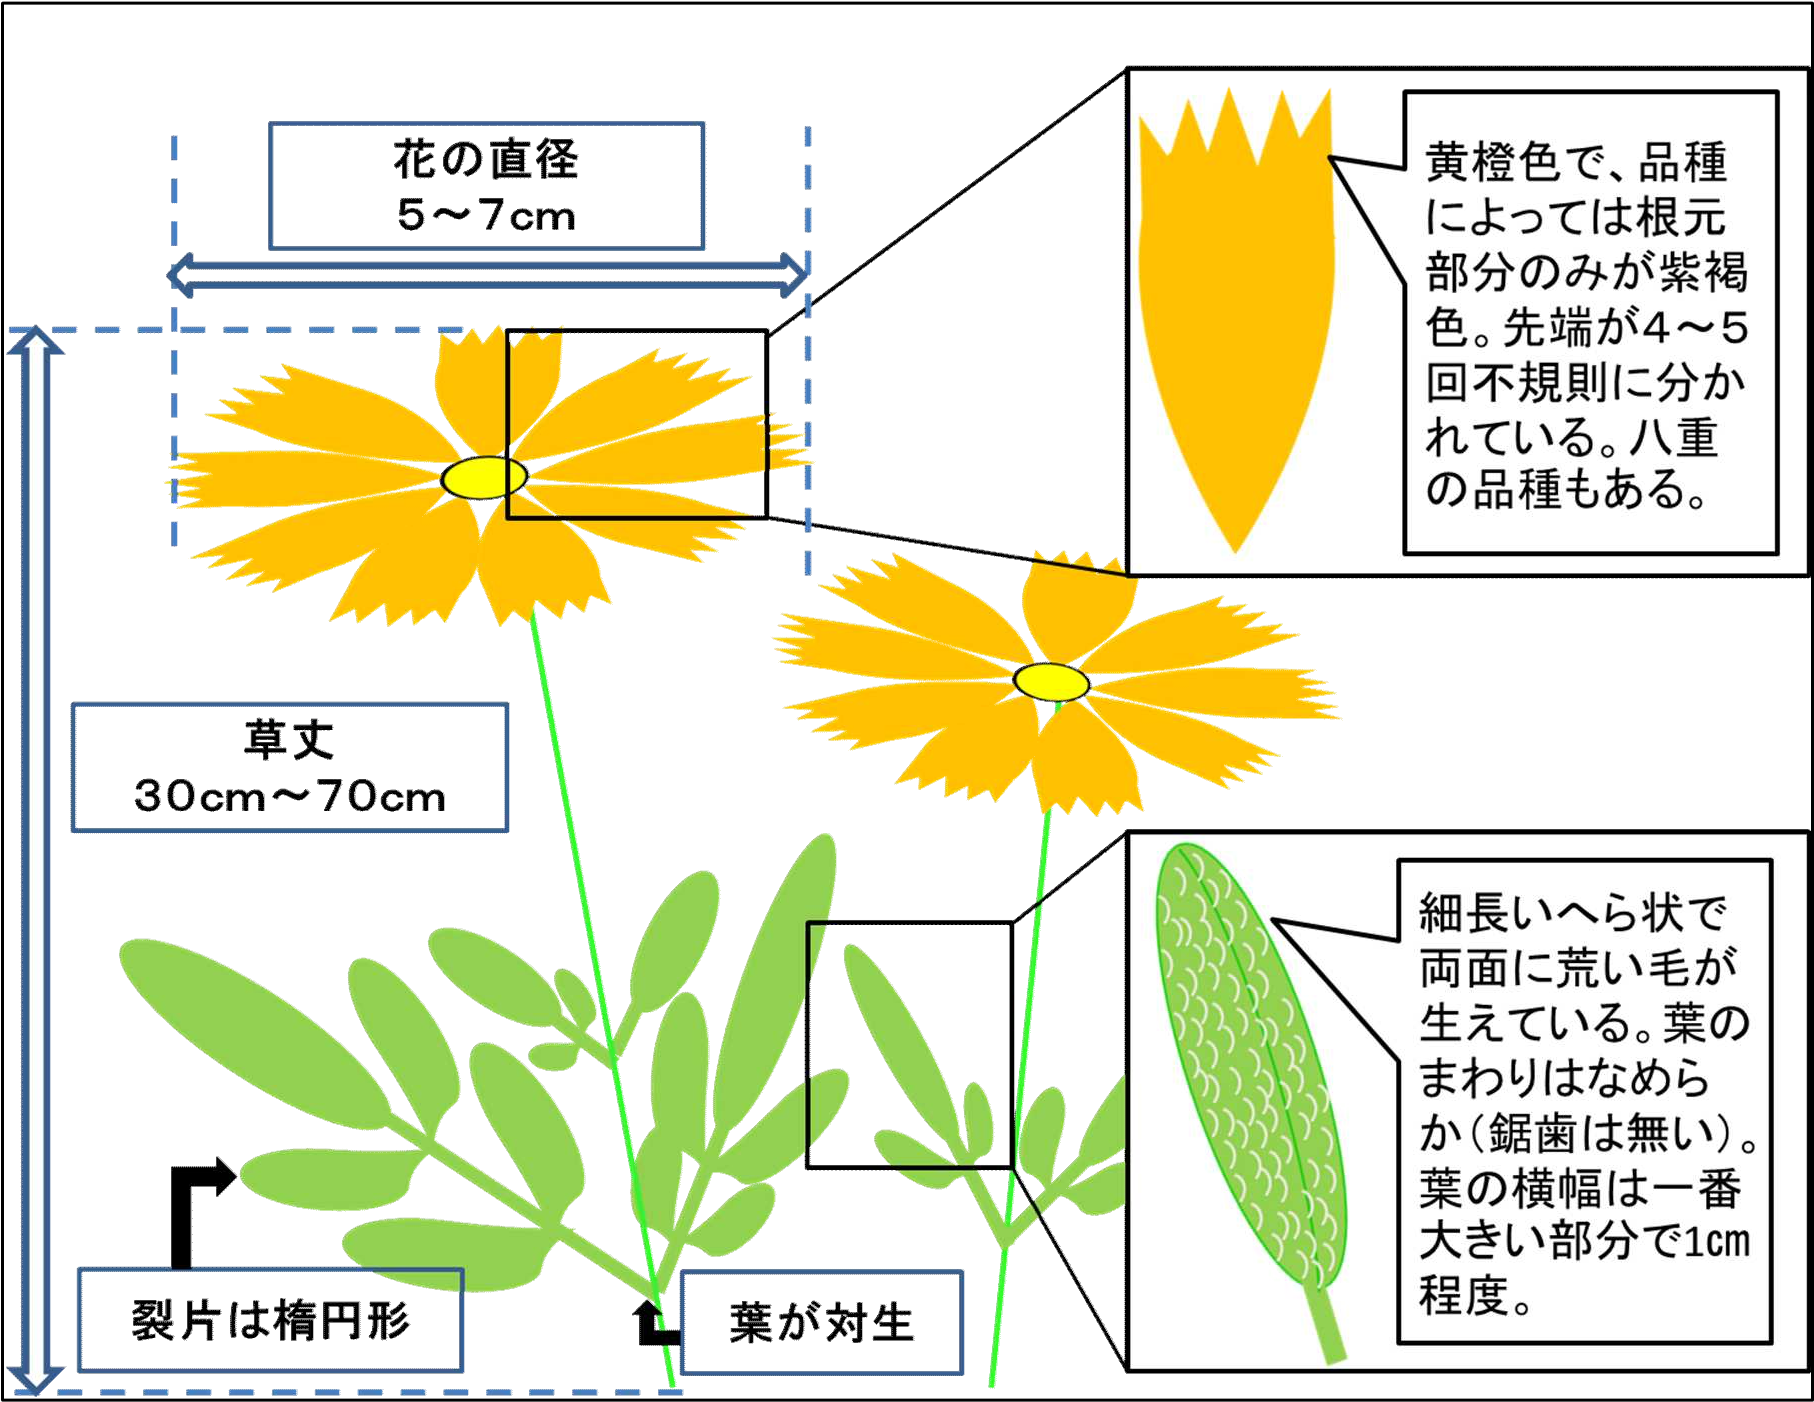 花の直径
5～7cm
黄橙色で、品種
によっては根元
部分のみが紫褐
色。先端が4～5
回不規則に分か
れている。八重
の品種もある。
草丈
30cm～70cm
細長いへら状で
両面に荒い毛が
生えている。葉の
まわりはなめら
か（鋸歯は無い）。
葉の横幅は一番
大きい部分で1㎝
程度。
裂片は楕円形
葉が対生